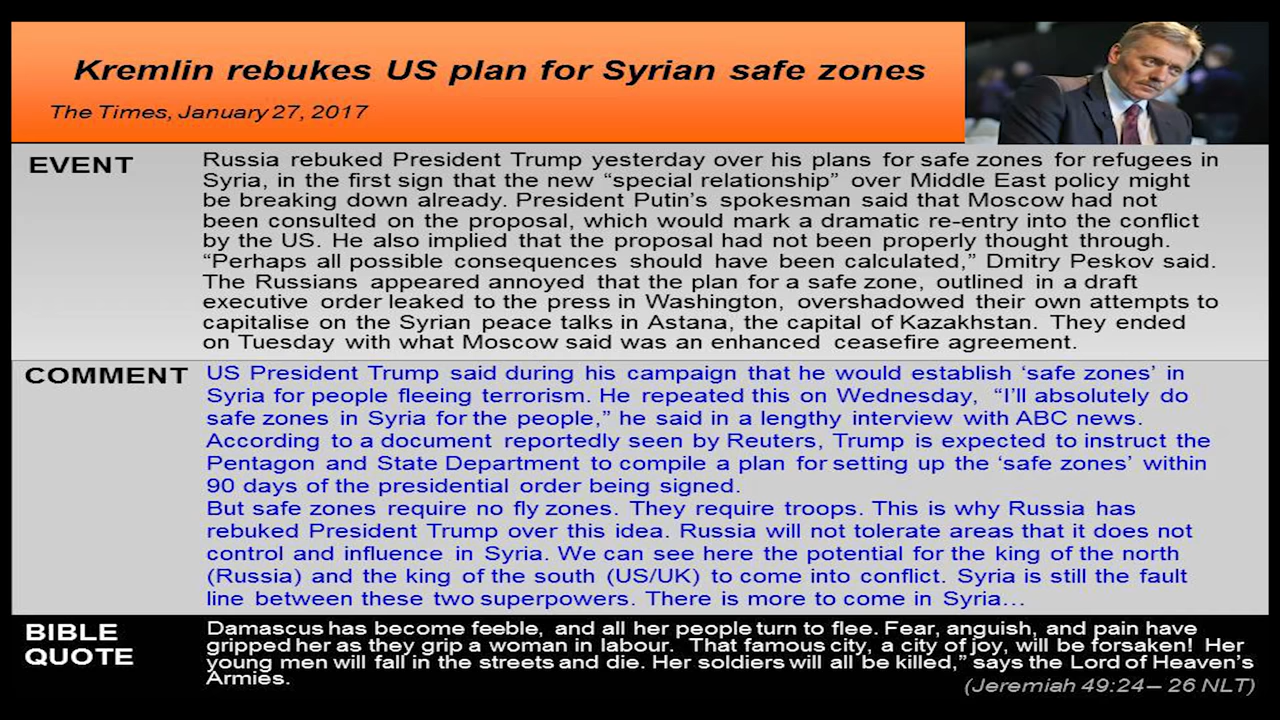 Kremlin rebukes US plan for Syrian safe zones
The Times, January 27, 2017
EVENT
Russia rebuked President Trump yesterday over his plans for safe zones for refugees in
Syria, in the first sign that the new “special relationship” over Middle East policy might
be breaking down already. President Putin’s spokesman said that Moscow had not
been consulted on the proposal, which would mark a dramatic re-entry into the conflict
by the US. He also implied that the proposal had not been properly thought through.
“Perhaps all possible consequences should have been calculated,” Dmitry Peskov said.
The Russians appeared annoyed that the plan for a safe zone, outlined in a draft
executive order leaked to the press in Washington, overshadowed their own attempts to
capitalise on the Syrian peace talks in Astana, the capital of Kazakhstan. They ended
on Tuesday with what Moscow said was an enhanced ceasefire agreement.
COMMENT
US President Trump said during his campaign that he would establish ‘safe zones’ in
Syria for people fleeing terrorism. He repeated this on Wednesday, “I’ll absolutely do
safe zones in Syria for the people,” he said in a lengthy interview with ABC news.
According to a document reportedly seen by Reuters, Trump is expected to instruct the
Pentagon and State Department to compile a plan for setting up the ‘safe zones’ within
90 days of the presidential order being signed.
But safe zones require no fly zones. They require troops. This is why Russia has
rebuked President Trump over this idea. Russia will not tolerate areas that it does not
control and influence in Syria. We can see here the potential for the king of the north
(Russia) and the king of the south (US/UK) to come into conflict. Syria is still the fault
line between these two superpowers. There is more to come in Syria…
BIBLE
QUOTE
Damascus has become feeble, and all her people turn to flee. Fear, anguish, and pain have
gripped her as they grip a woman in labour. That famous city, a city of joy, will be forsaken! Her
young men will fall in the streets and die. Her soldiers will all be killed,” says the Lord of Heaven’s
Armies.
(Jeremiah 49:24– 26 NLT)